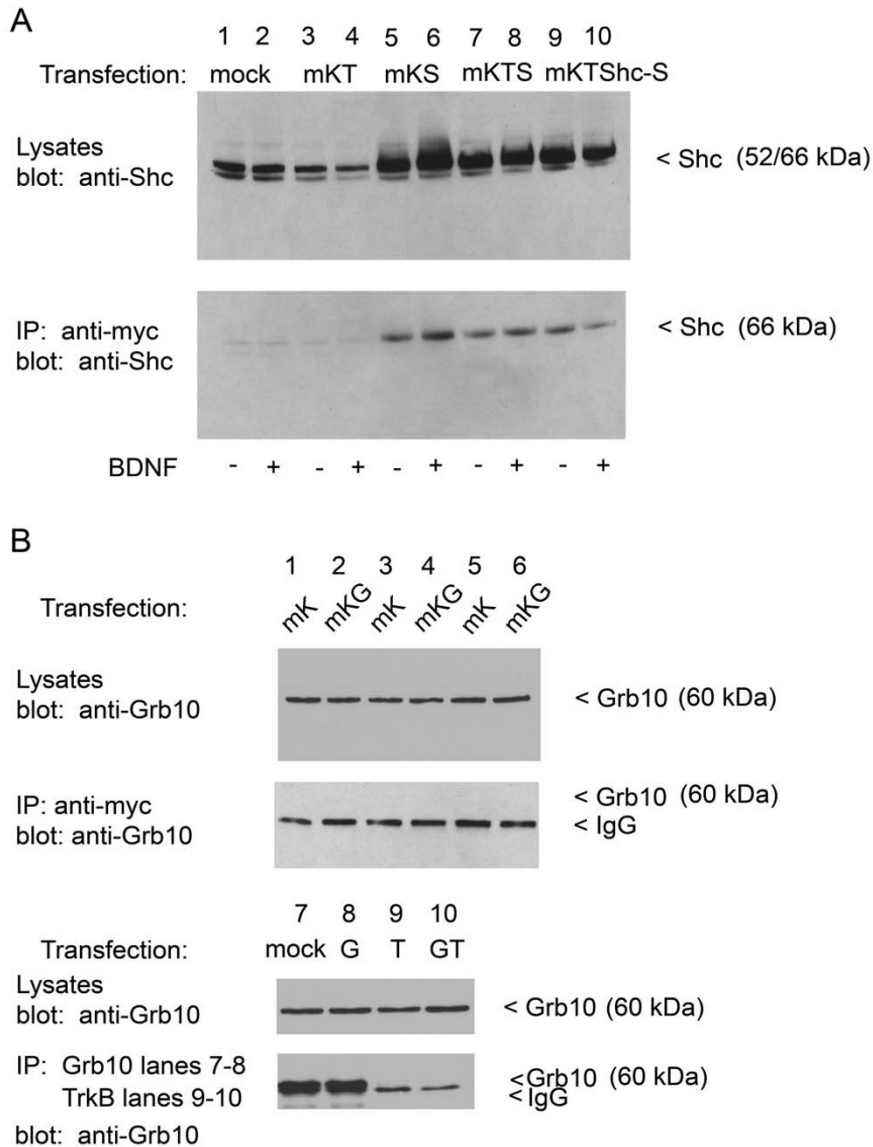 A
1 2 3 4 5 6 7 8 9 10
Transfection: mock mKT mKS mKTS mKTShc-S
Lysates
blot: anti-Shc
< Shc (52/66 kDa)
IP: anti-myc
blot: anti-Shc
< Shc (66 kDa)
BDNF - + - + - + - + - +
B
1 2 3 4 5 6
Transfection: mK mKG mK mKG mK mKG
Lysates
blot: anti-Grb10
< Grb10 (60 kDa)
IP: anti-myc
blot: anti-Grb10
< Grb10 (60 kDa)
< IgG
7 8 9 10
Transfection: mock G T GT
Lysates
blot: anti-Grb10
< Grb10 (60 kDa)
IP: Grb10 lanes 7-8
TrkB lanes 9-10
blot: anti-Grb10
<Grb10 (60 kDa)
<IgG